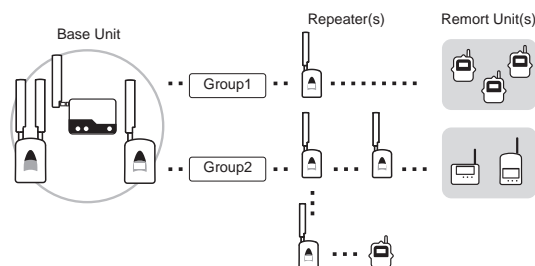 Repeater(s)
Remort Unit(s)
Base Unit
Group1
Group2